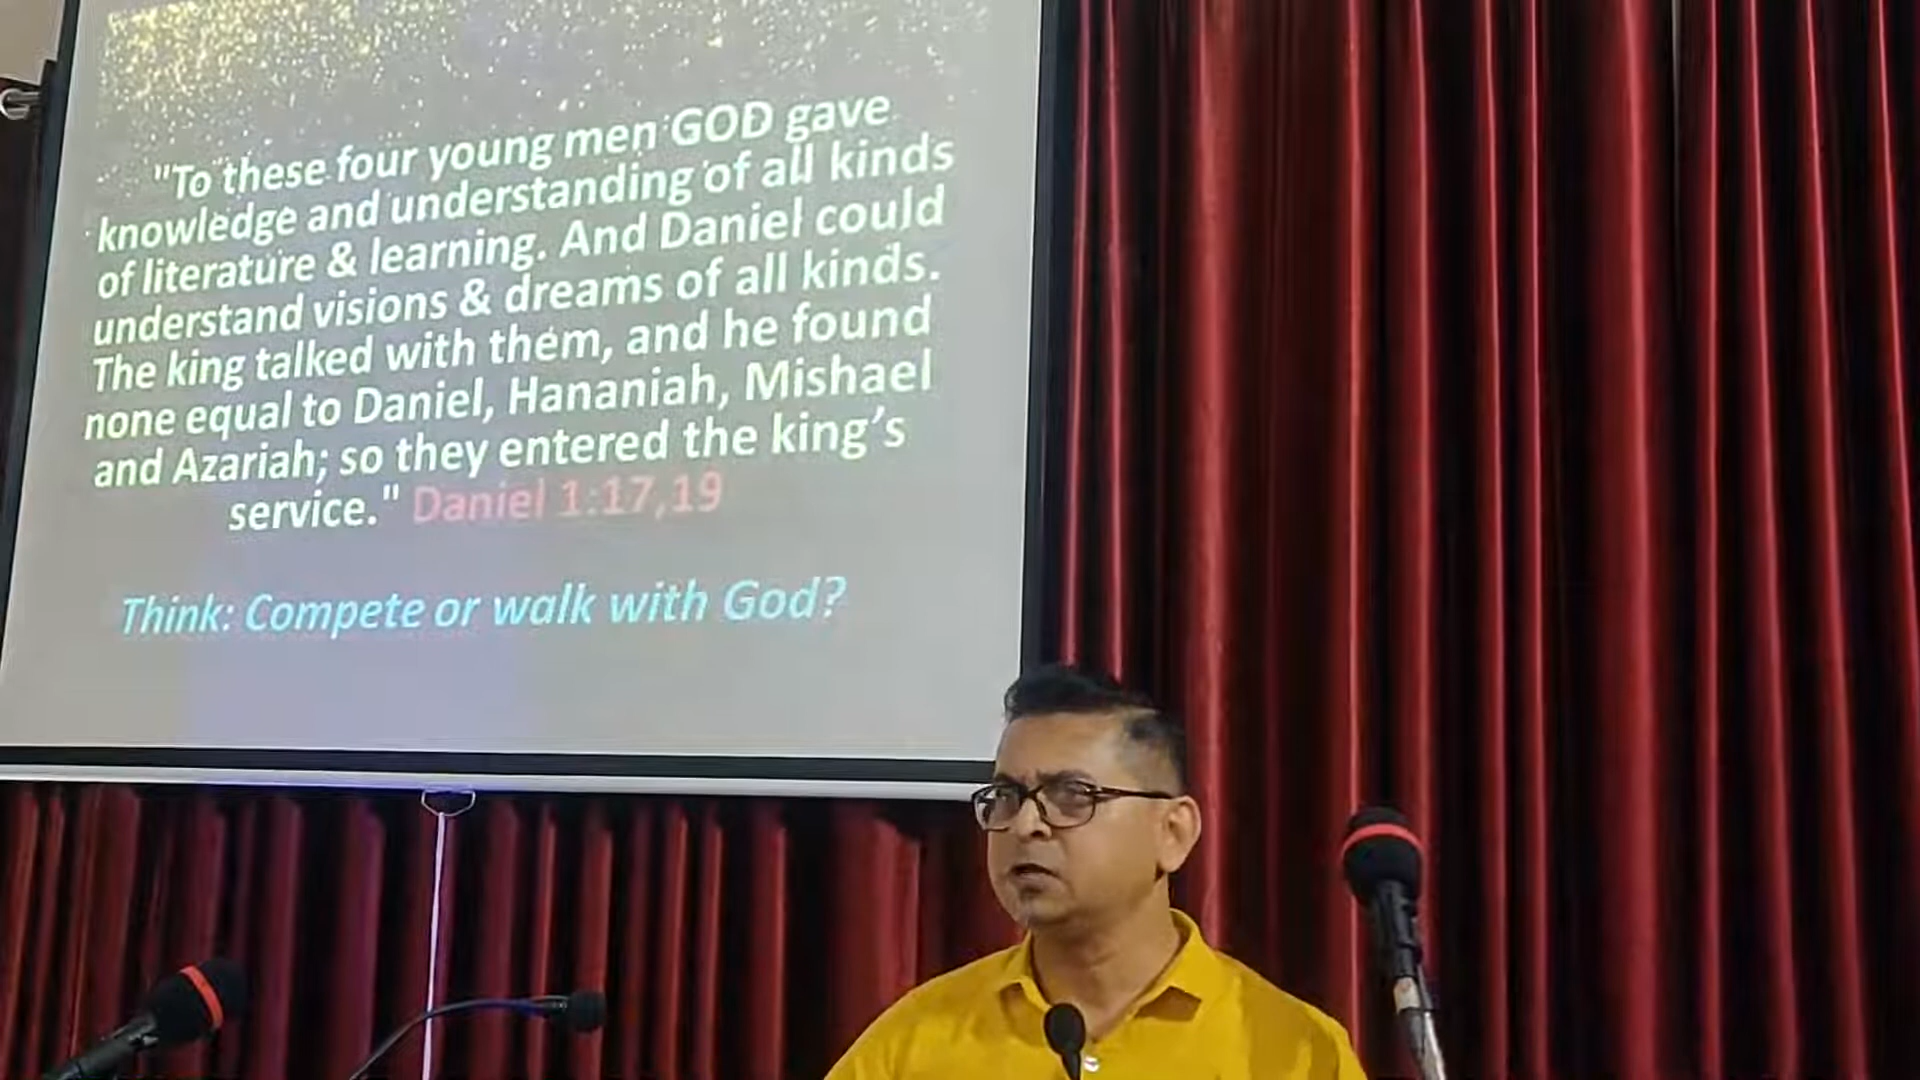 "To these four young men GOD gave
knowledge and understanding of all kinds
of literature & learning. And Daniel could
understand visions & dreams of all kinds.
The king talked with them, and he found
none equal to Daniel, Hananiah, Mishael
and Azariah; so they entered the king’s
service." Daniel 1:17,19
Think: Compete or walk with God?